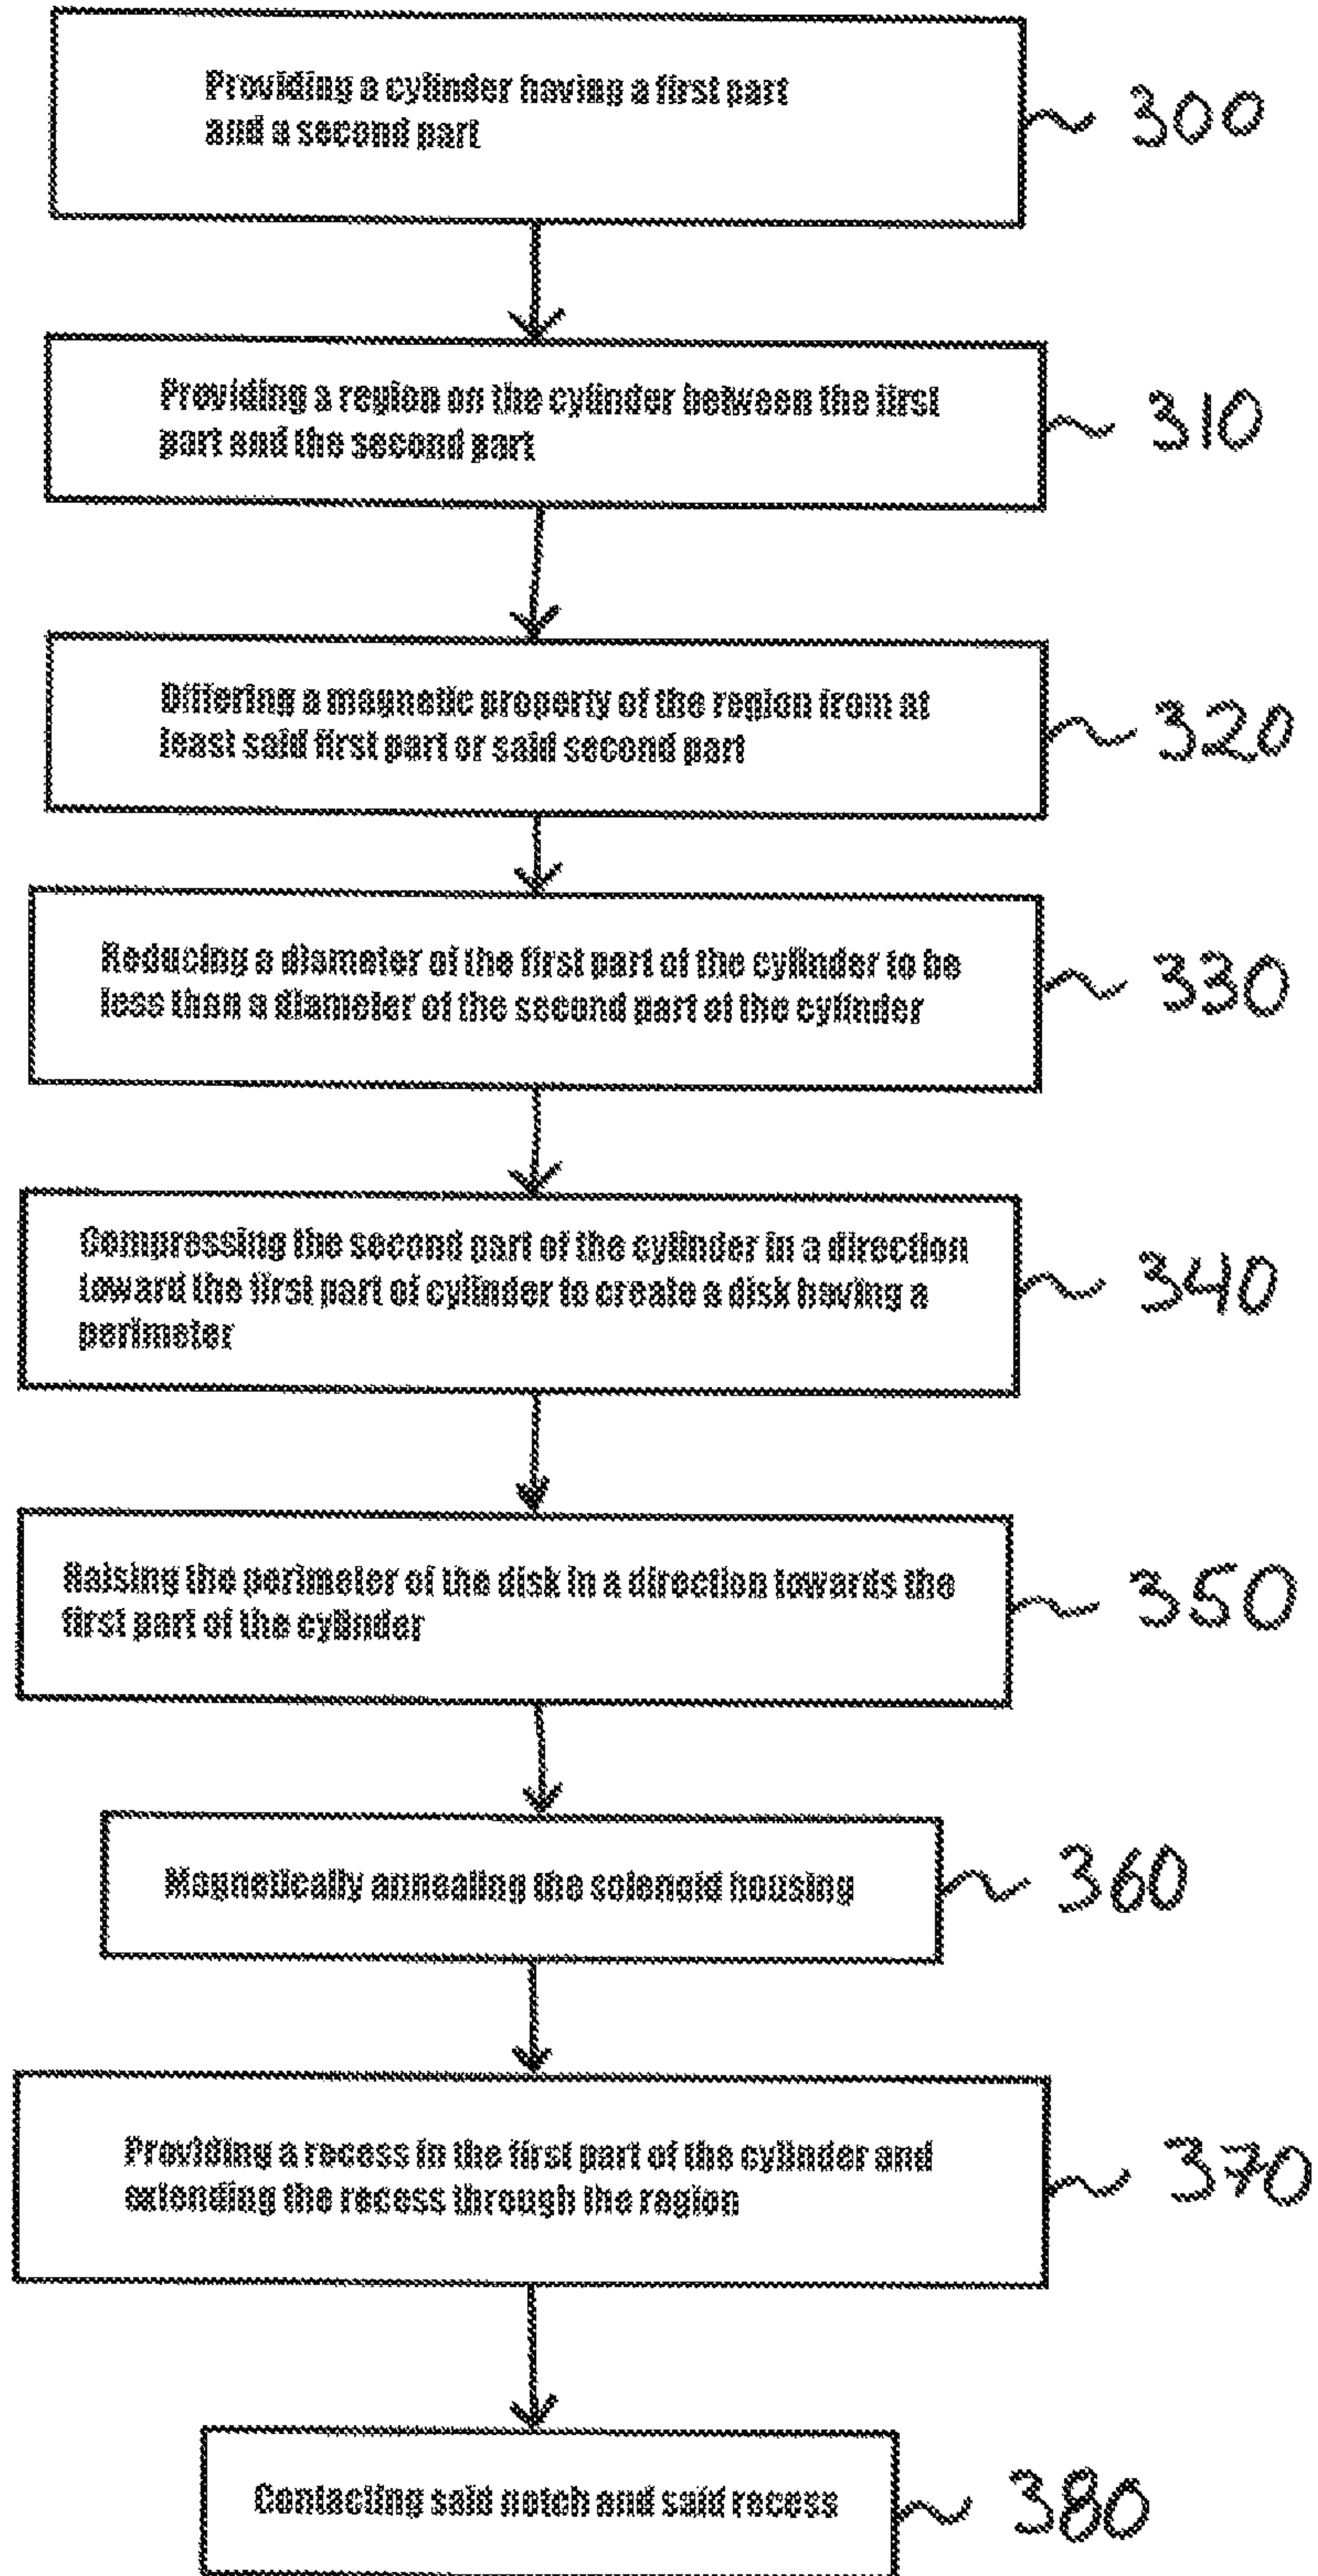 Providing a cylinder having a first part
and a second part
300
Providing a region on the cylinder between the first
part and the second part
310
Differing a magnetic property of the region from at
least said first part or said second part
320
Reducing a diameter of the first part of the cylinder to be
less than a diameter of the second part of the cylinder
330
Compressing the second part of the cylinder in a direction
toward the first part of cylinder to create a disk having a
perimeter
340
Raising the perimeter of the disk in a direction towards the
first part of the cylinder
350
Magnetically annealing the solenoid housing
360
Providing a recess in the first part of the cylinder and
extending the recess through the region
370
Contacting said notch and said recess
380